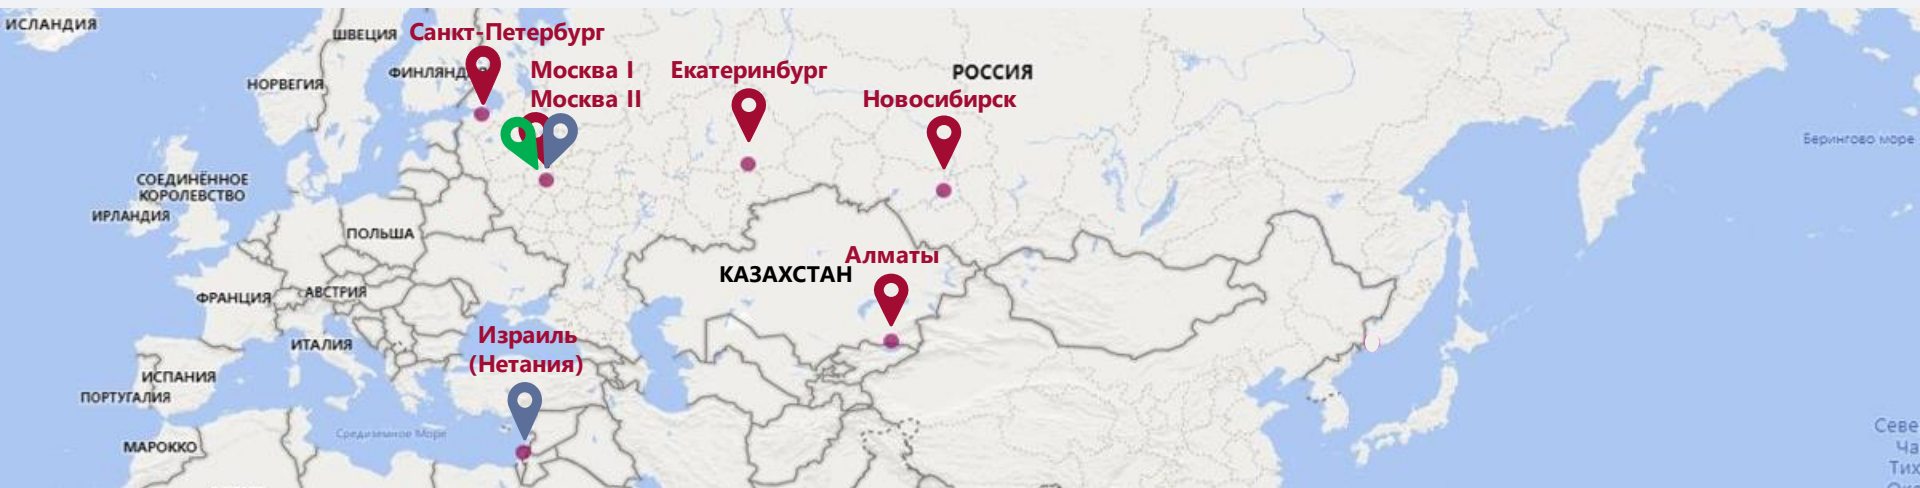 ИСЛАНДИЯ
ШВЕЦИЯ
Санкт-Петербург
НОРВЕГИЯ
Москва I
Москва II
Екатеринбург
РОССИЯ
Новосибирск
Берингово море
СОЕДИНЁННОЕ
КОРОЛЕВСТВО
ИРЛАНДИЯ
ПОЛЬША
Алматы
КАЗАХСТАН
ФРАНЦИЯ
АВСТРИЯ
Израиль
(Нетания)
ИТАЛИЯ
ИСПАНИЯ
ПОРТУГАЛИЯ
Средиземное Море
МАРОККО
Севе
Ча
Тих